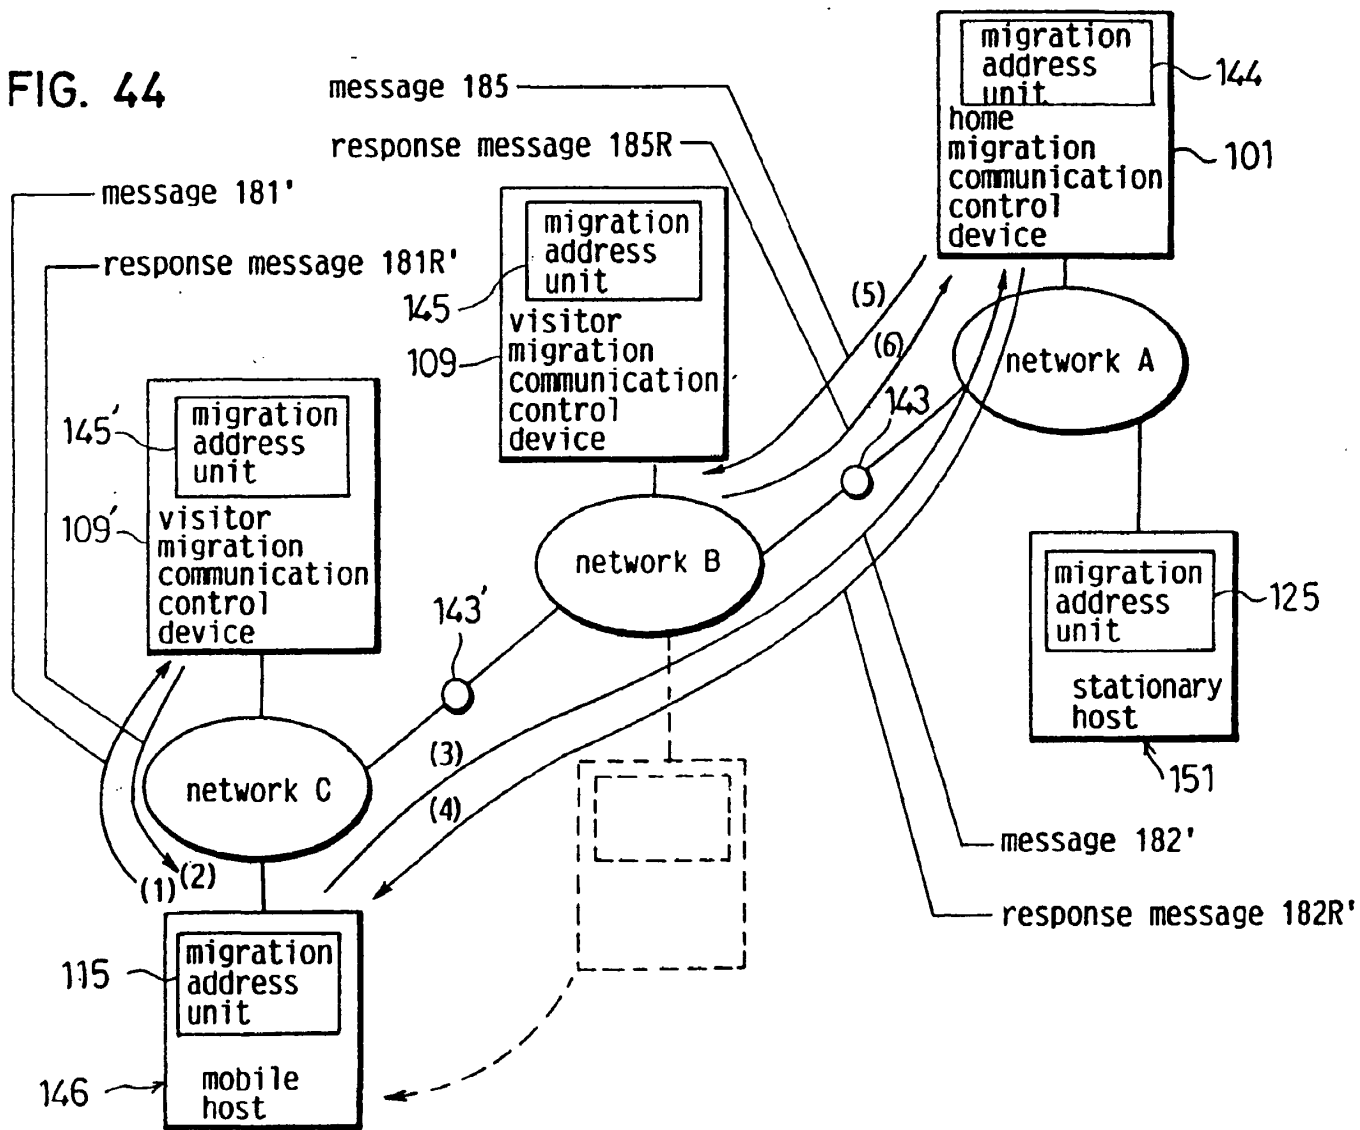 FIG. 44
message 185
response message 185R
message 181'
response message 181R'
migration
address
unit
home
migration
communication
control
device
144
101
migration
address
unit
visitor
migration
communication
control
device
145
109
(5)
(6)
143
network A
migration
address
unit
visitor
migration
communication
control
device
145'
109'
network B
143'
migration
address
unit
stationary
host
125
151
network C
(3)
(4)
(1)
(2)
message 182'
response message 182R'
migration
address
unit
mobile
host
115
146